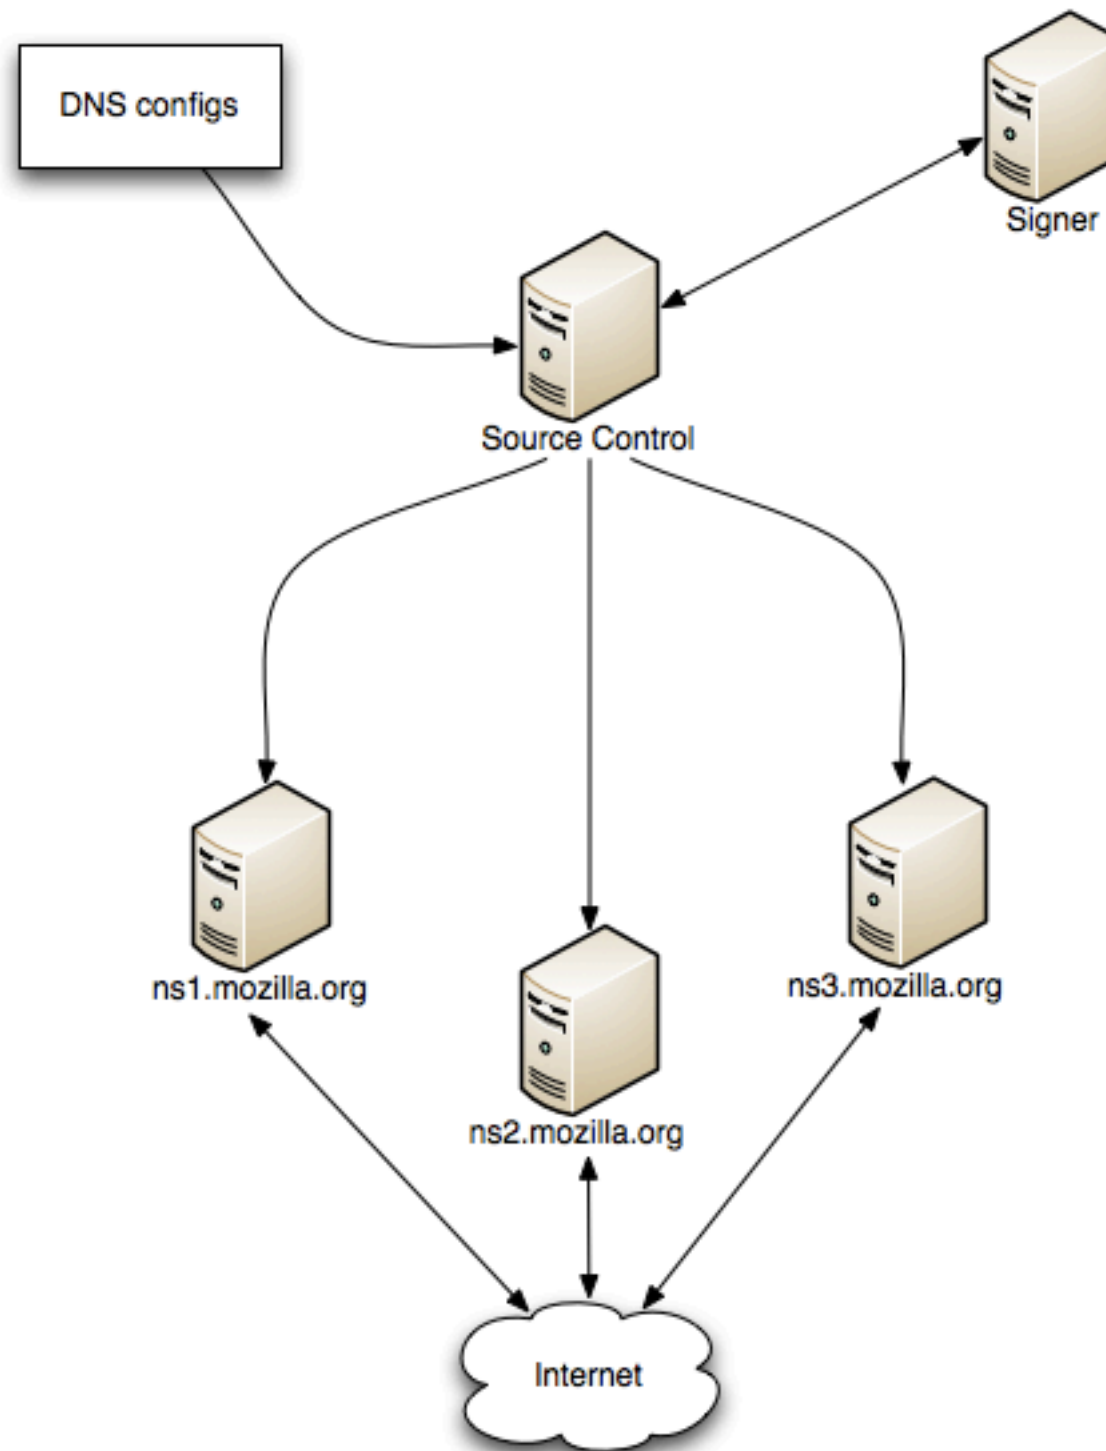 DNS configs
Signer
Source Control
ns1.mozilla.org
ns3.mozilla.org
ns2.mozilla.org
Internet